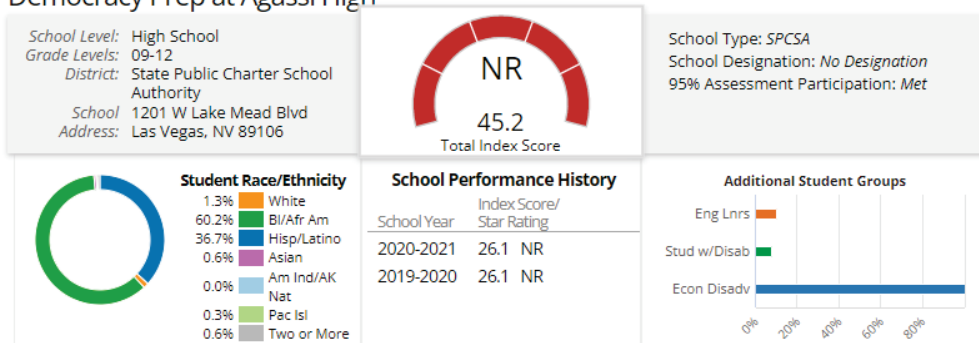 Democracy Prep at Agassi High
School Level: High School
Grade Levels: 09-12
District: State Public Charter School
Authority
School 1201 W Lake Mead Blvd
Address: Las Vegas, NV 89106
NR
45.2
Total Index Score
School Type: SPCSA
School Designation: No Designation
95% Assessment Participation: Met
Student Race/Ethnicity
1.3% White
60.2% Bl/Afr Am
36.7% Hisp/Latino
0.6% Asian
0.0% Am Ind/AK
Nat
0.3% Pac Isl
0.6% Two or More
School Performance History
School Year Index Score/
Star Rating
2020-2021 26.1 NR
2019-2020 26.1 NR
Additional Student Groups
Eng Lnrs
Stud w/Disab
Econ Disadv
0% 20% 40% 60% 80%